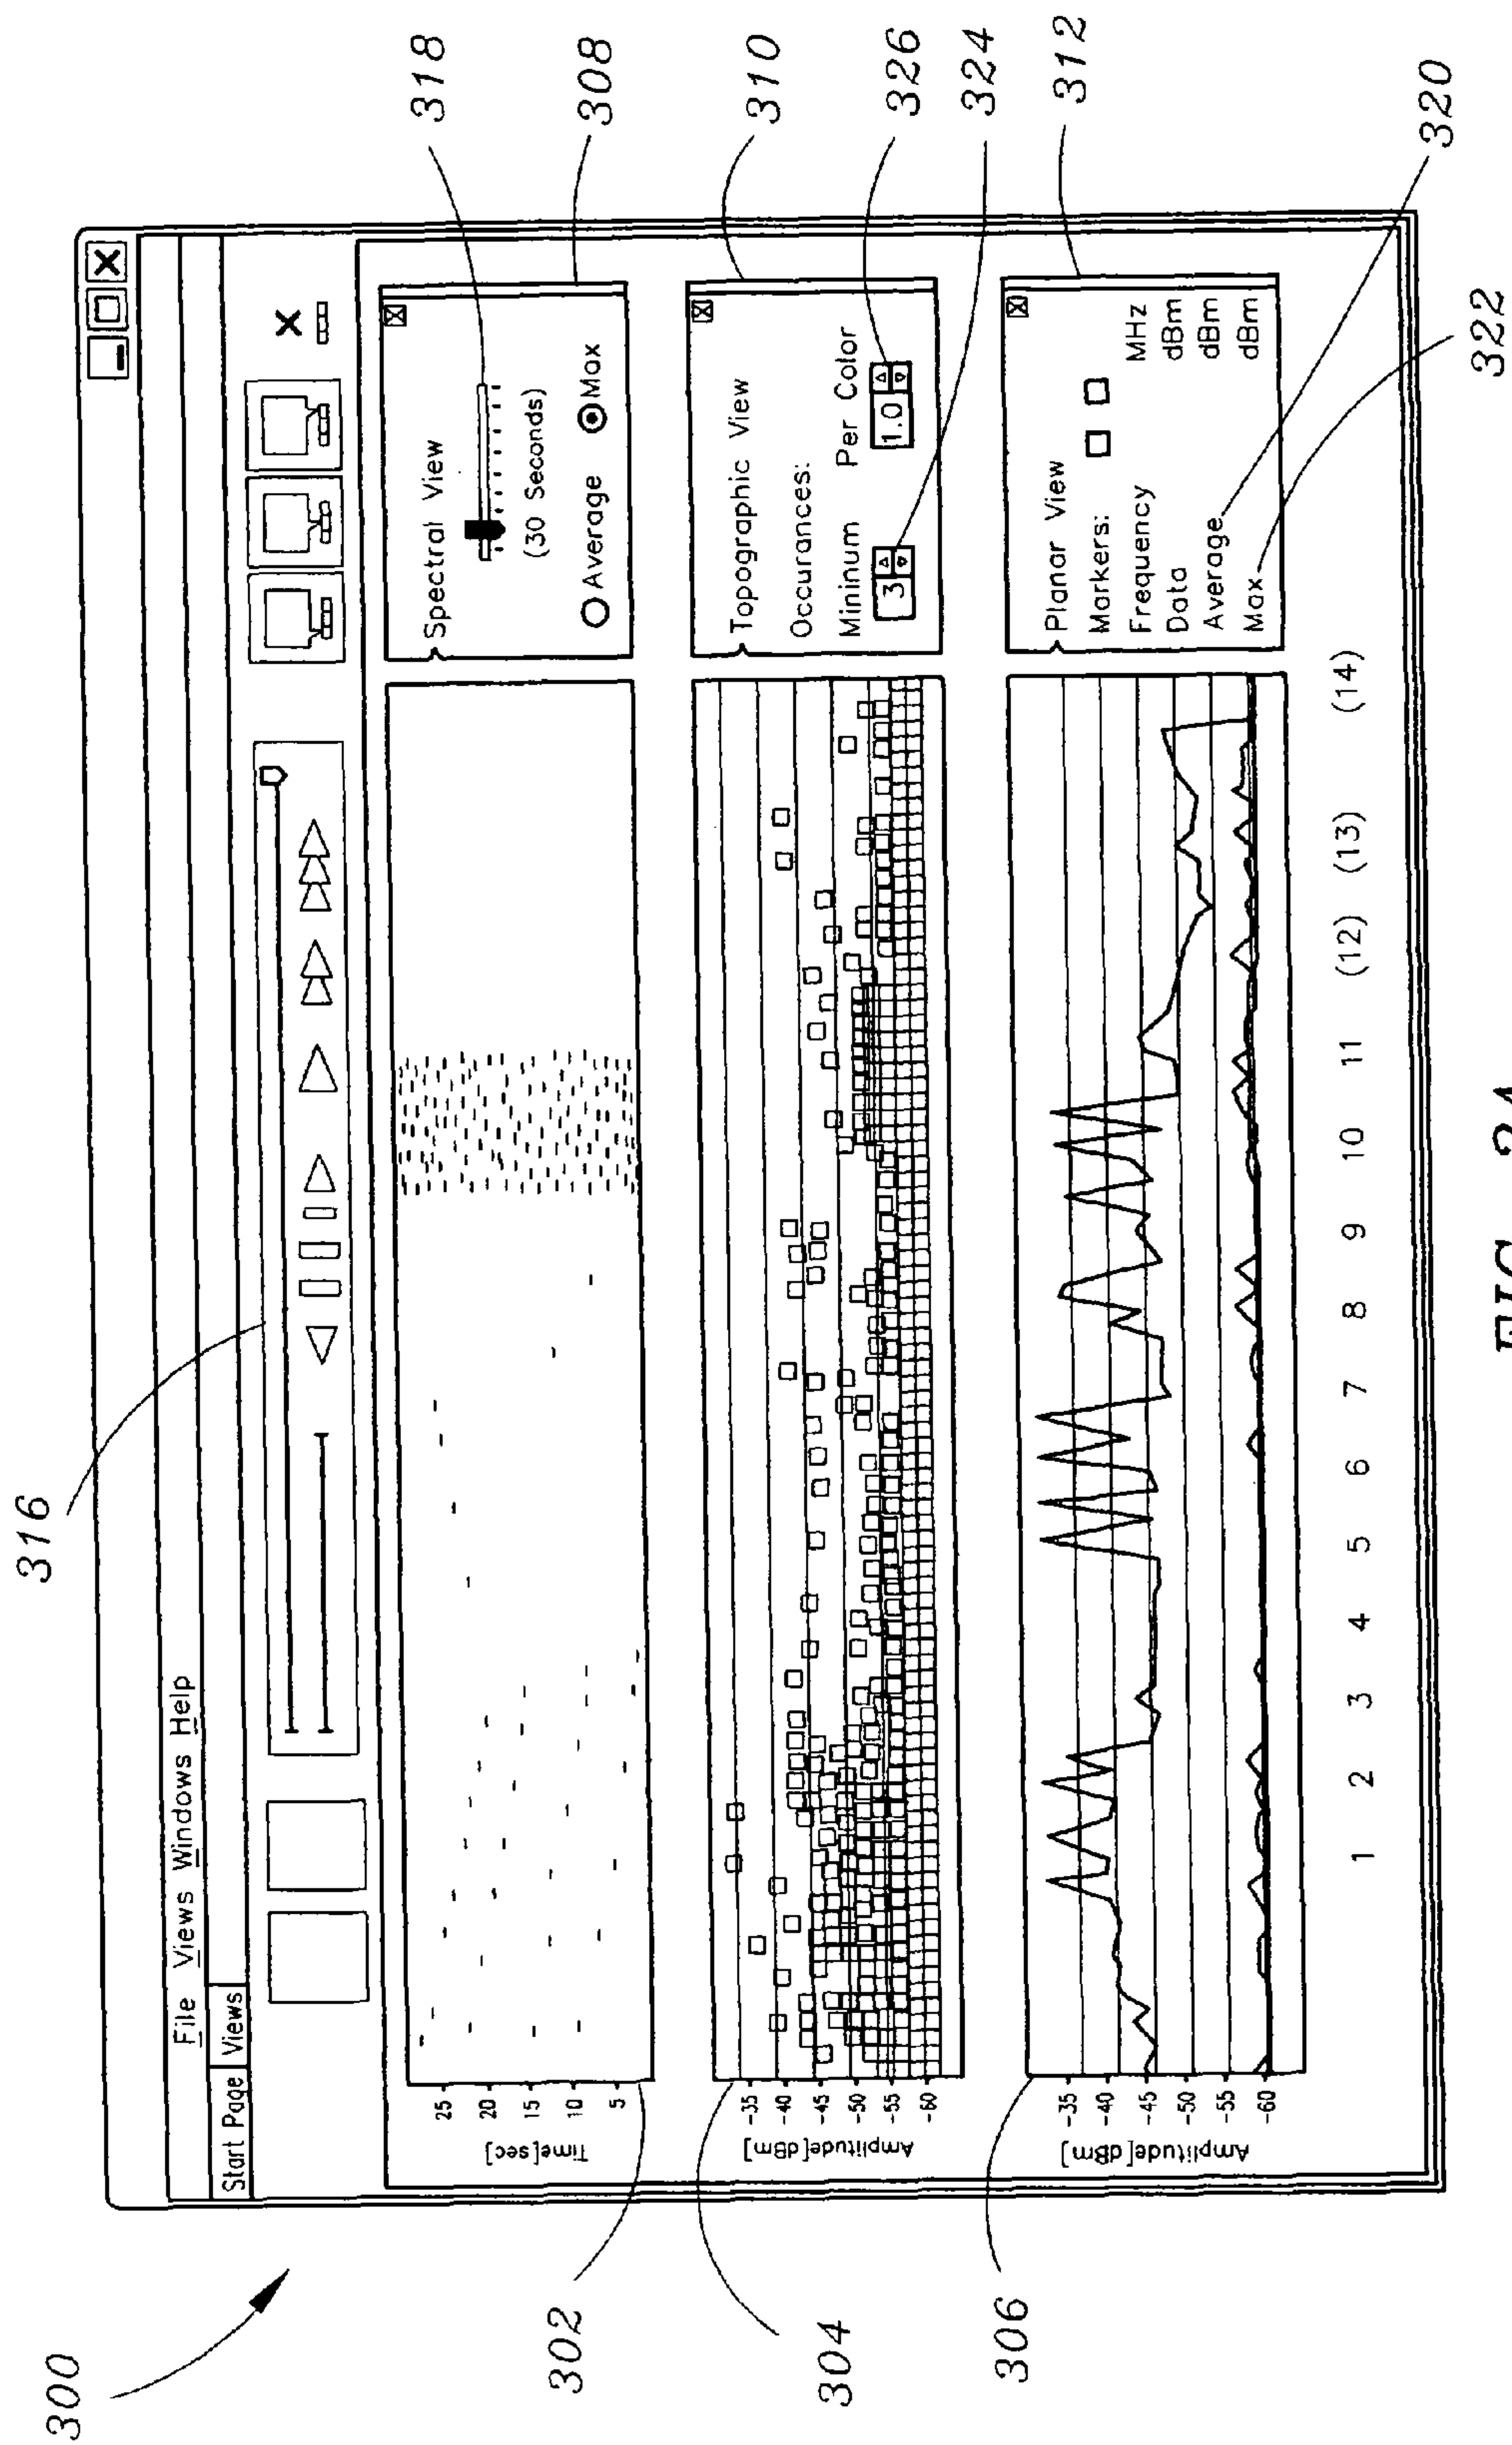 300
316
318
308
310
326
324
312
320
322
302
304
306
File Views Windows Help
Start Page Views
Time[sec]
25
20
15
10
5
Spectral View
(30 Seconds)
Average Max
Amplitude[dBm]
-35
-40
-45
-50
-55
-60
Topographic View
Occurances:
Mininum Per Color
3 1.0
Amplitude[dBm]
-35
-40
-45
-50
-55
-60
Planar View
Markers:
Frequency MHz
Data dBm
Average dBm
Max dBm
1 2 3 4 5 6 7 8 9 10 11 (12) (13) (14)